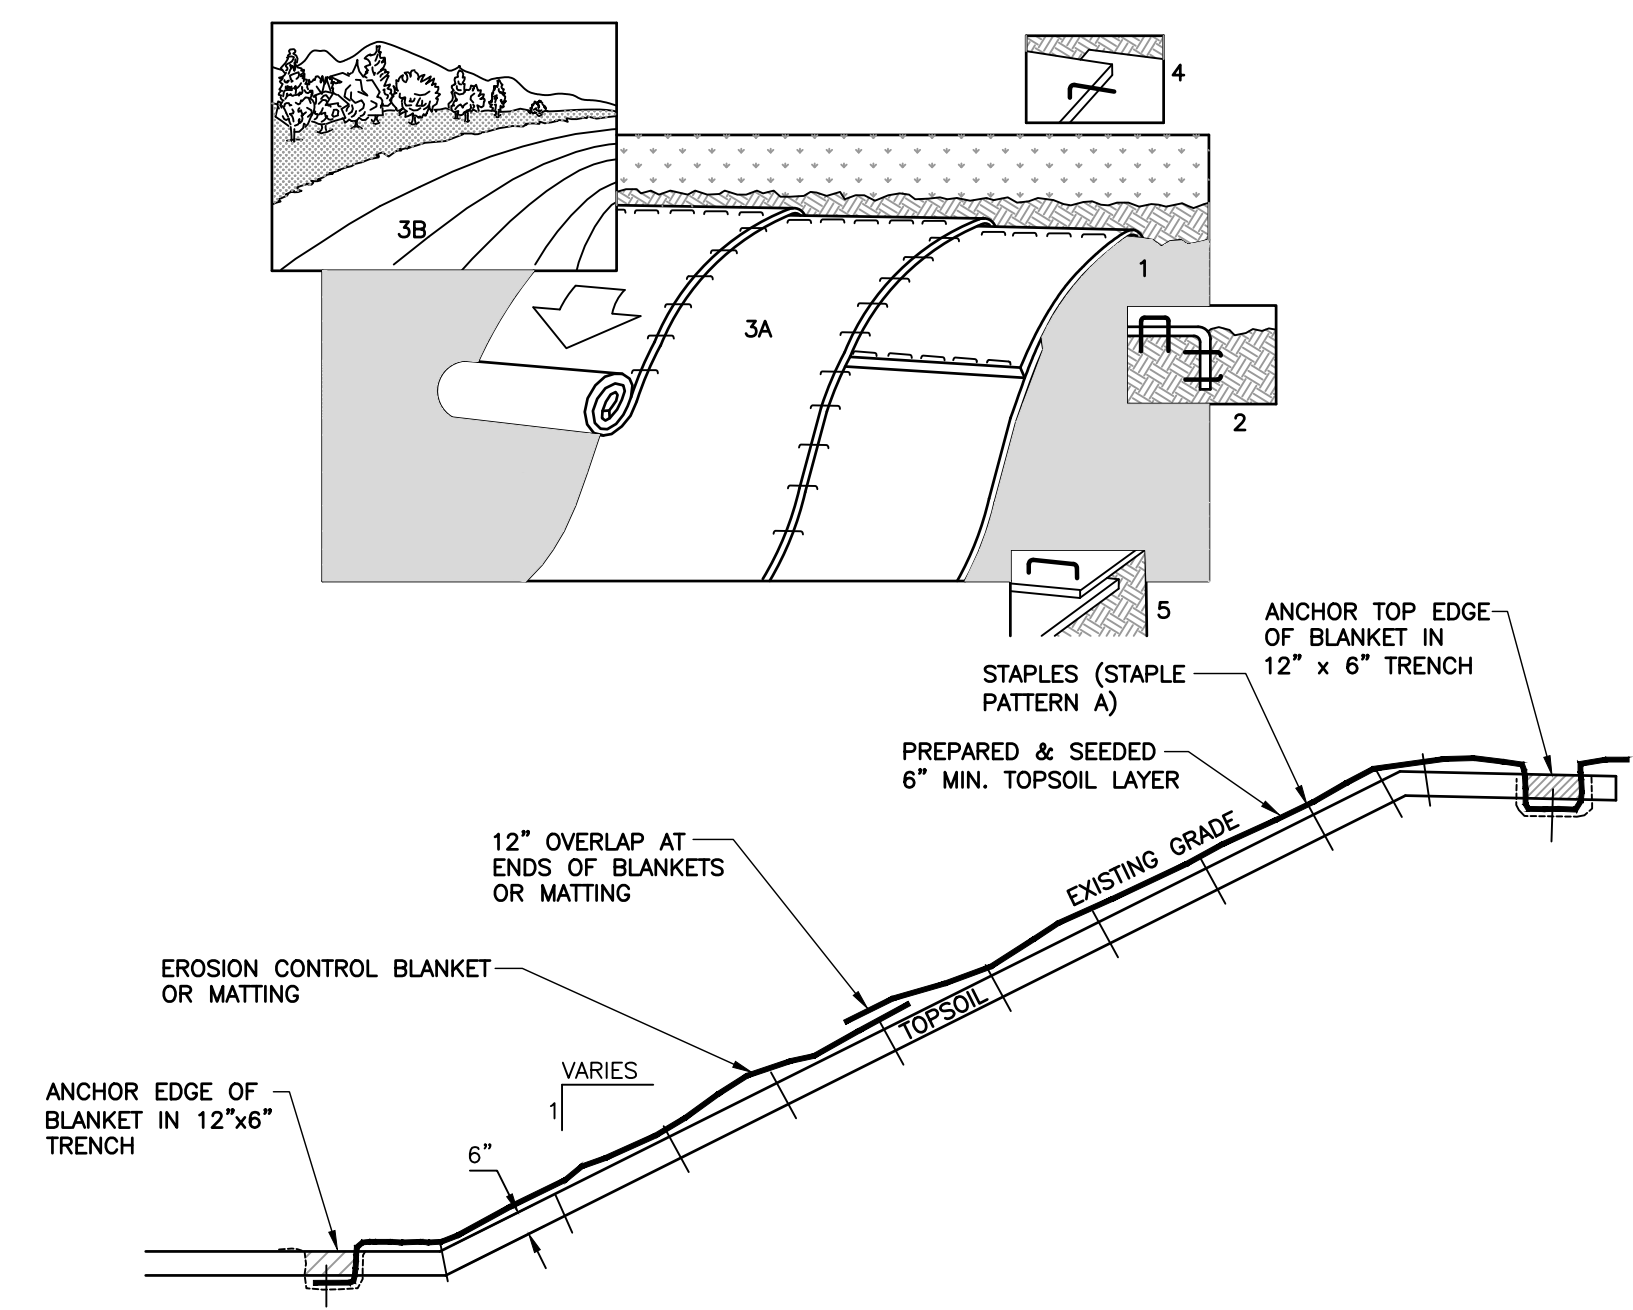 4
3B
3A
1
2
5
ANCHOR TOP EDGE
OF BLANKET IN
12” x 6” TRENCH
STAPLES (STAPLE
PATTERN A)
PREPARED & SEEDED
6” MIN. TOPSOIL LAYER
EXISTING GRADE
12” OVERLAP AT
ENDS OF BLANKETS
OR MATTING
TOPSOIL
EROSION CONTROL BLANKET
OR MATTING
VARIES
1
ANCHOR EDGE OF
BLANKET IN 12”x6”
TRENCH
6”